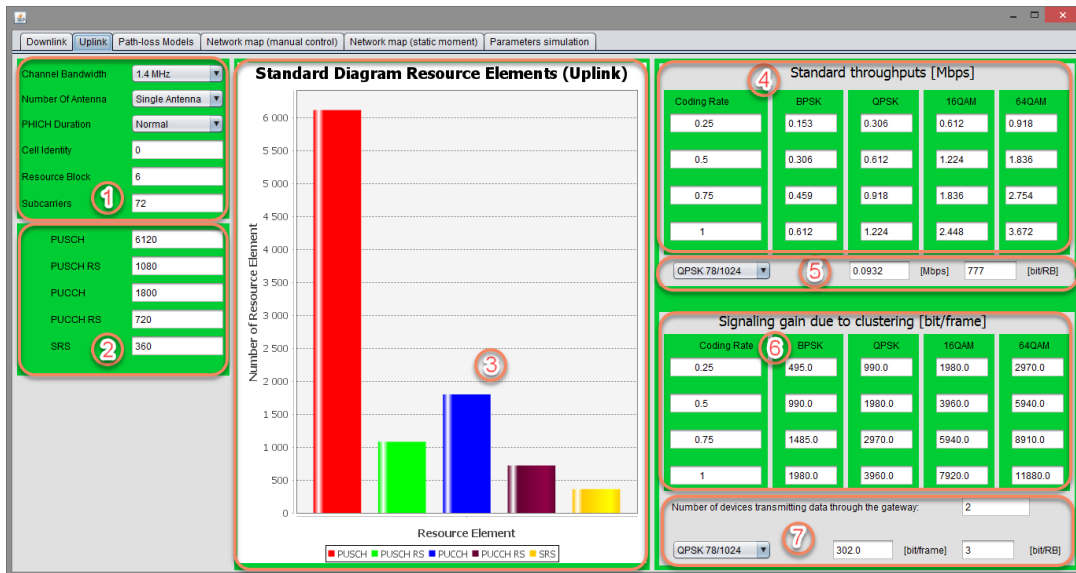 Downlink Uplink Path-loss Models Network map (manual control) Network map (static moment) Parameters simulation
Channel Bandwidth 1.4 MHz
Number Of Antenna Single Antenna
PHICH Duration Normal
Cell Identity 0
Resource Block 6
Subcarriers 72
1
PUSCH 6120
PUSCH RS 1080
PUCCH 1800
PUCCH RS 720
SRS 360
2
Standard Diagram Resource Elements (Uplink)
Number of Resource Element
6 000
5 500
5 000
4 500
4 000
3 500
3 000
2 500
2 000
1 500
1 000
500
0
3
Resource Element
PUSCH PUSCH RS PUCCH PUCCH RS SRS
4
Standard throughputs [Mbps]
Coding Rate BPSK QPSK 16QAM 64QAM
0.25 0.153 0.306 0.612 0.918
0.5 0.306 0.612 1.224 1.836
0.75 0.459 0.918 1.836 2.754
1 0.612 1.224 2.448 3.672
QPSK 78/1024 5 0.0932 [Mbps] 777 [bit/RB]
Signaling gain due to clustering [bit/frame]
Coding Rate 6 BPSK QPSK 16QAM 64QAM
0.25 495.0 990.0 1980.0 2970.0
0.5 990.0 1980.0 3960.0 5940.0
0.75 1485.0 2970.0 5940.0 8910.0
1 1980.0 3960.0 7920.0 11880.0
Number of devices transmitting data through the gateway: 2
QPSK 78/1024 7 302.0 [bit/frame] 3 [bit/RB]